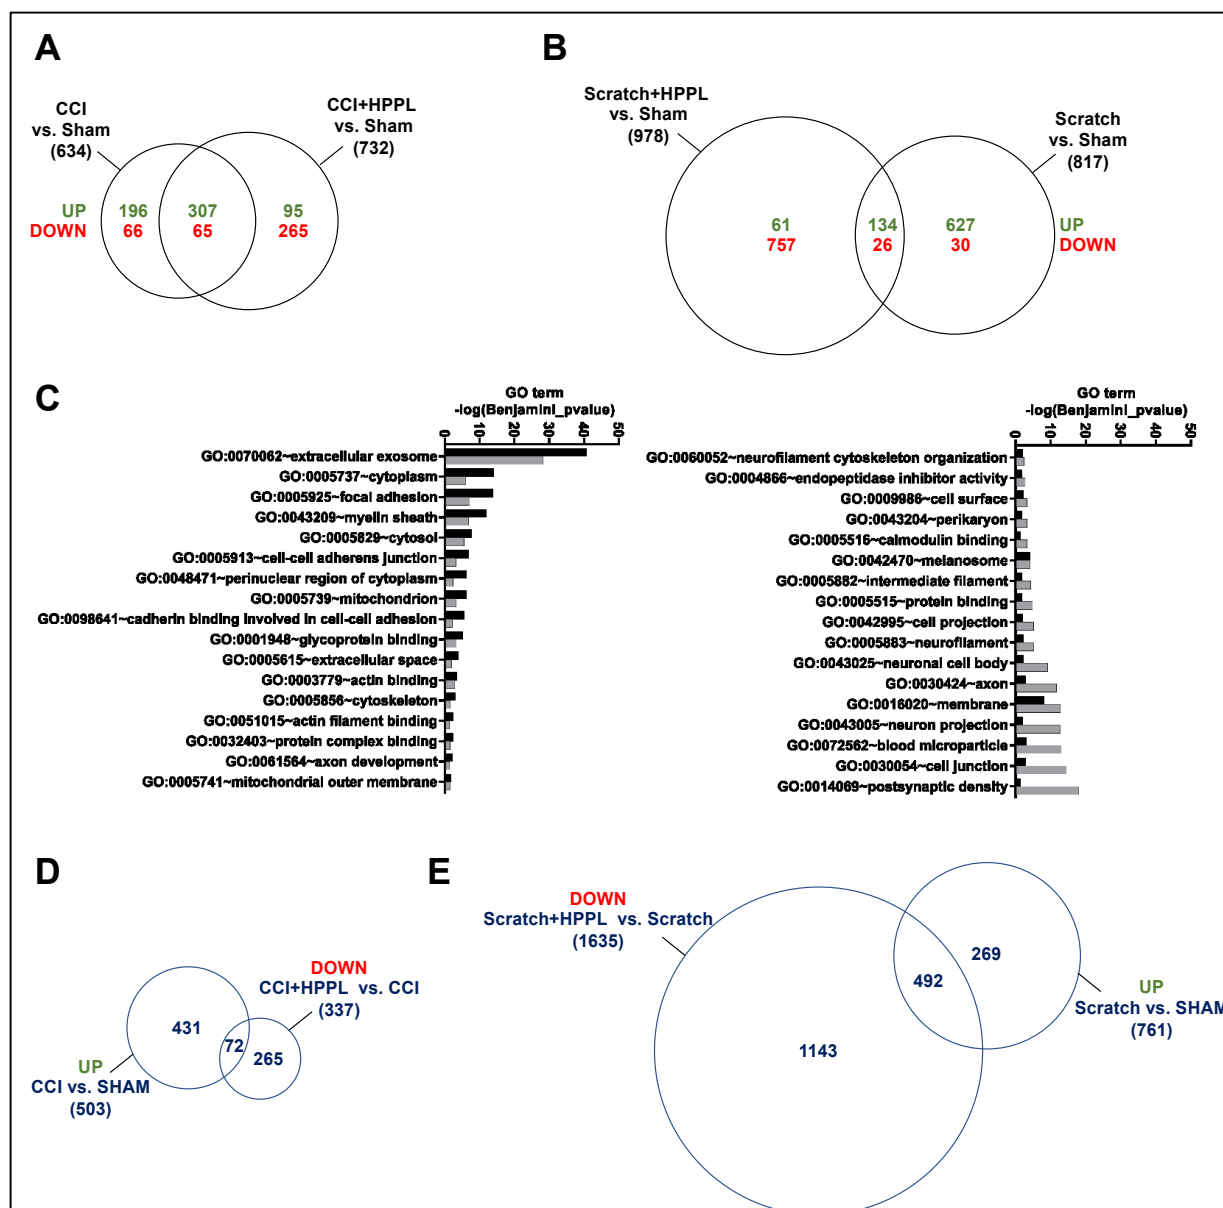 A
CCI
vs. Sham
(634)
CCI+HPPL
vs. Sham
(732)
UP 196 307 95
DOWN 66 65 265
B
Scratch+HPPL
vs. Sham
(978)
Scratch
vs. Sham
(817)
61 134 627 UP
757 26 30 DOWN
C
GO term
-log(Benjamini_pvalue)
0 10 20 30 40 50
GO:0070062~extracellular exosome
GO:0005737~cytoplasm
GO:0005925~focal adhesion
GO:0043209~myelin sheath
GO:0005829~cytosol
GO:0005913~cell-cell adherens junction
GO:0048471~perinuclear region of cytoplasm
GO:0005739~mitochondrion
GO:0098641~cadherin binding involved in cell-cell adhesion
GO:0001948~glycoprotein binding
GO:0005615~extracellular space
GO:0003779~actin binding
GO:0005856~cytoskeleton
GO:0051015~actin filament binding
GO:0032403~protein complex binding
GO:0061564~axon development
GO:0005741~mitochondrial outer membrane
GO term
-log(Benjamini_pvalue)
0 10 20 30 40 50
GO:0060052~neurofilament cytoskeleton organization
GO:0004866~endopeptidase inhibitor activity
GO:0009986~cell surface
GO:0043204~perikaryon
GO:0005516~calmodulin binding
GO:0042470~melanosome
GO:0005882~intermediate filament
GO:0005515~protein binding
GO:0042995~cell projection
GO:0005883~neurofilament
GO:0043025~neuronal cell body
GO:0030424~axon
GO:0016020~membrane
GO:0043005~neuron projection
GO:0072562~blood microparticle
GO:0030054~cell junction
GO:0014069~postsynaptic density
D
DOWN
CCI+HPPL vs. CCI
(337)
431
72
265
UP
CCI vs. SHAM
(503)
E
DOWN
Scratch+HPPL vs. Scratch
(1635)
269
492
1143
UP
Scratch vs. SHAM
(761)